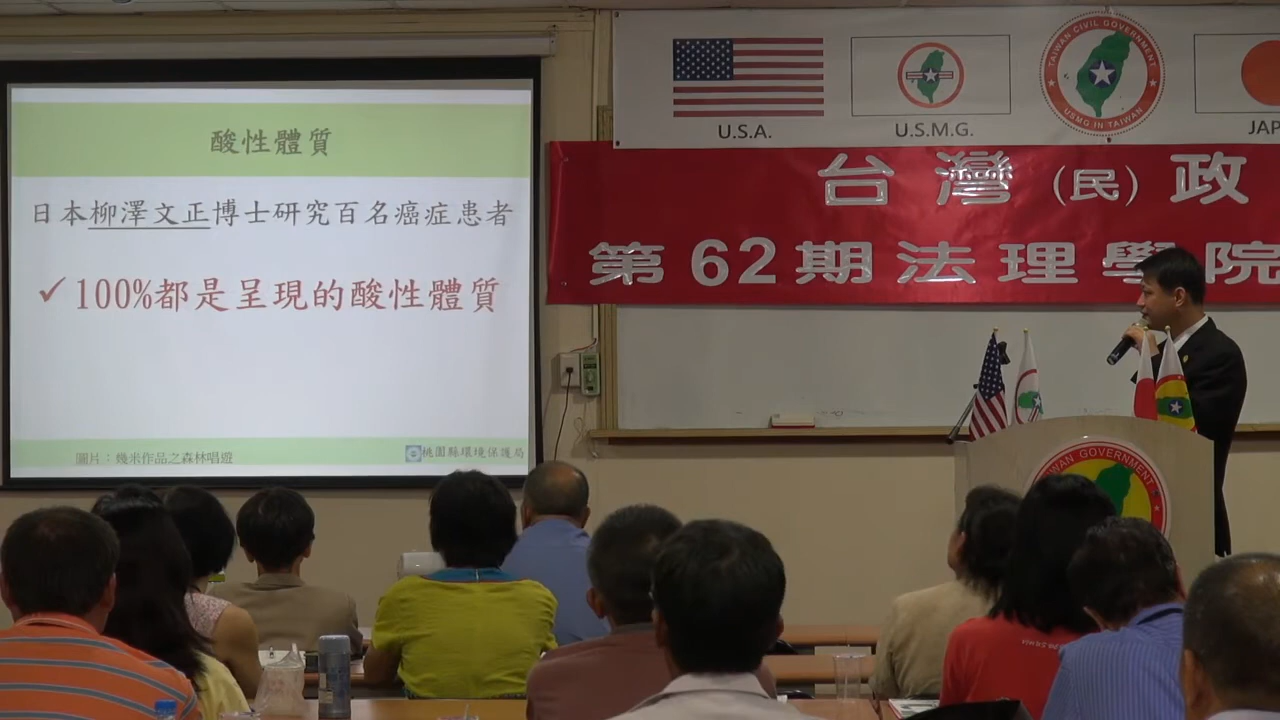 酸性體質
日本柳澤文正博士研究百名癌症患者
✓100%都是呈現的酸性體質
圖片：幾米作品之森林唱遊
桃園縣環境保護局
U.S.A.
U.S.M.G.
TAIWAN CIVIL GOVERNMENT
USMG IN TAIWAN
JAP
台灣(民)政
第62期法理學院
WAN GOVERNMENT